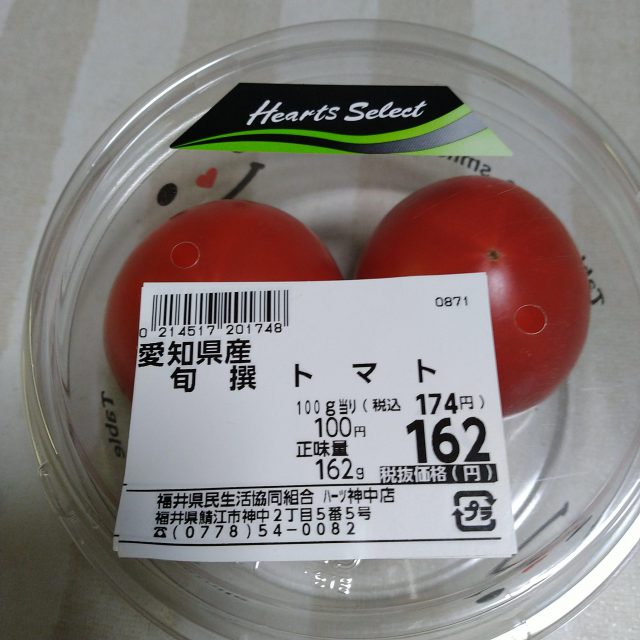 Hearts Select
0871
0 214517 201748
愛知県産
旬 撰 トマト
100g当り(税込 174円)
100円 162
正味量
162g 税抜価格(円)
福井県民生活協同組合 ハーツ神中店
プラ
福井県鯖江市神中2丁目5番5号
☎(0778)54-0082
Table